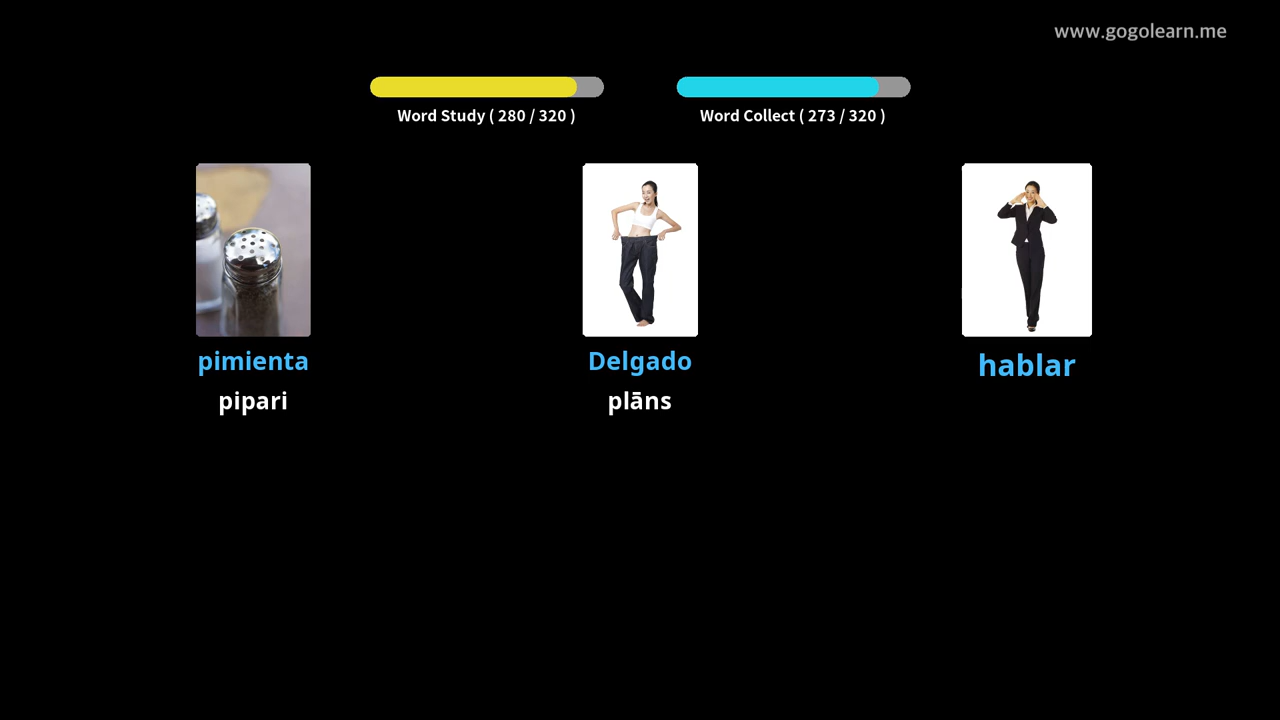 www.gogolearn.me
Word Study ( 280 / 320 )
Word Collect ( 273 / 320 )
pimienta
pipari
Delgado
plāns
hablar